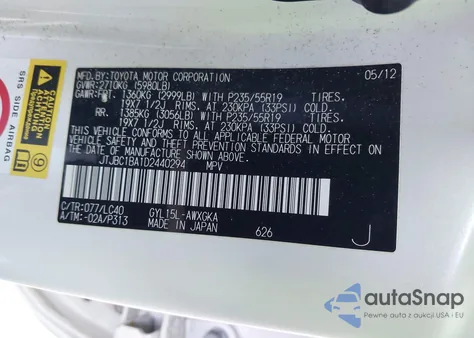 MFD.BY:TOYOTA MOTOR CORPORATION 05/12
GVWR:2710KG (5980LB)
GAWR:FRT. 1360KG (2999LB) WITH P235/55R19 TIRES.
19X7 1/2J RIMS. AT 230KPA (33PSI) COLD.
RR. 1385KG (3056LB) WITH P235/55R19 TIRES.
19X7 1/2J RIMS. AT 230KPA (33PSI) COLD.
THIS VEHICLE CONFORMS TO ALL APPLICABLE FEDERAL MOTOR
VEHICLE SAFETY AND THEFT PREVENTION STANDARDS IN EFFECT
ON THE DATE OF MANUFACTURE SHOWN ABOVE.
JTJBC1BA1D2440294 MPV
C/TR:077/LC40 GYL15L-AWXGKA
A/TM:-02A/P313 MADE IN JAPAN 626 J
SRS SIDE AIRBAG
9
autoSnap
Pewne auta z aukcji z USA i EU